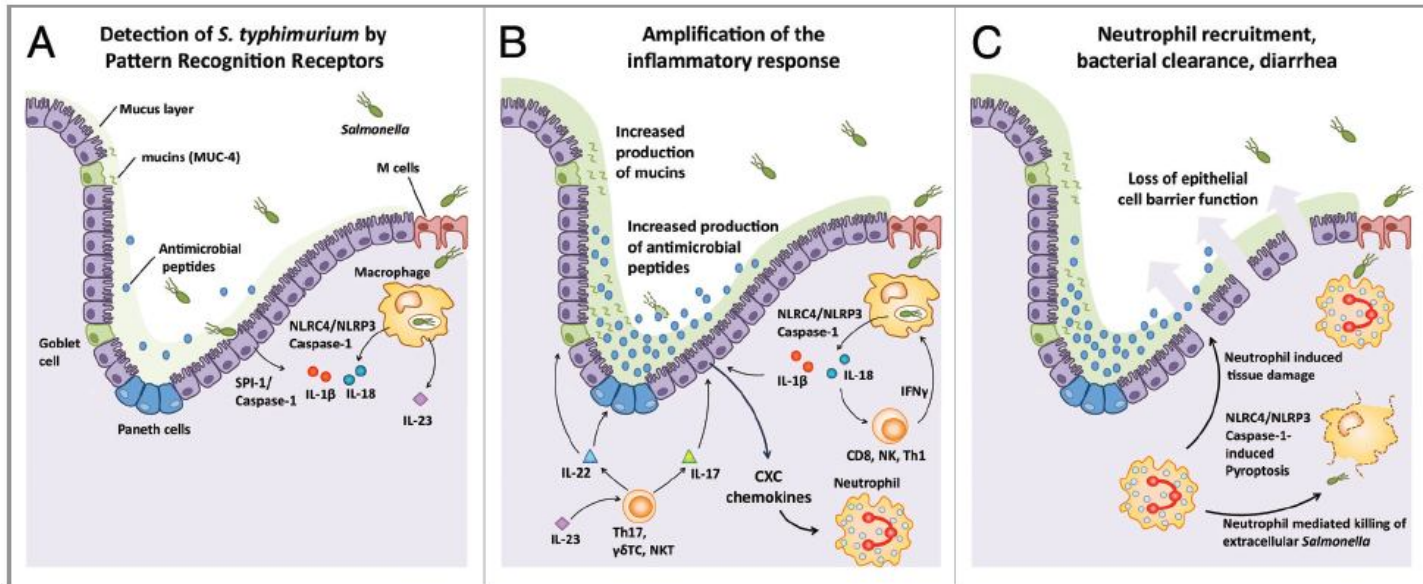 A
Detection of S. typhimurium by
Pattern Recognition Receptors
Mucus layer
Salmonella
mucins (MUC-4)
M cells
Antimicrobial
peptides
Macrophage
NLRC4/NLRP3
Caspase-1
Goblet
cell
SPI-1/
Caspase-1
IL-1β
IL-18
IL-23
Paneth cells
B
Amplification of the
inflammatory response
Increased
production
of mucins
Increased production
of antimicrobial
peptides
NLRC4/NLRP3
Caspase-1
IL-1β
IL-18
IFNγ
CD8, NK, Th1
IL-22
IL-17
CXC
chemokines
Neutrophil
IL-23
Th17,
γδTC, NKT
C
Neutrophil recruitment,
bacterial clearance, diarrhea
Loss of epithelial
cell barrier function
Neutrophil induced
tissue damage
NLRC4/NLRP3
Caspase-1-
induced
Pyroptosis
Neutrophil mediated killing of
extracellular Salmonella